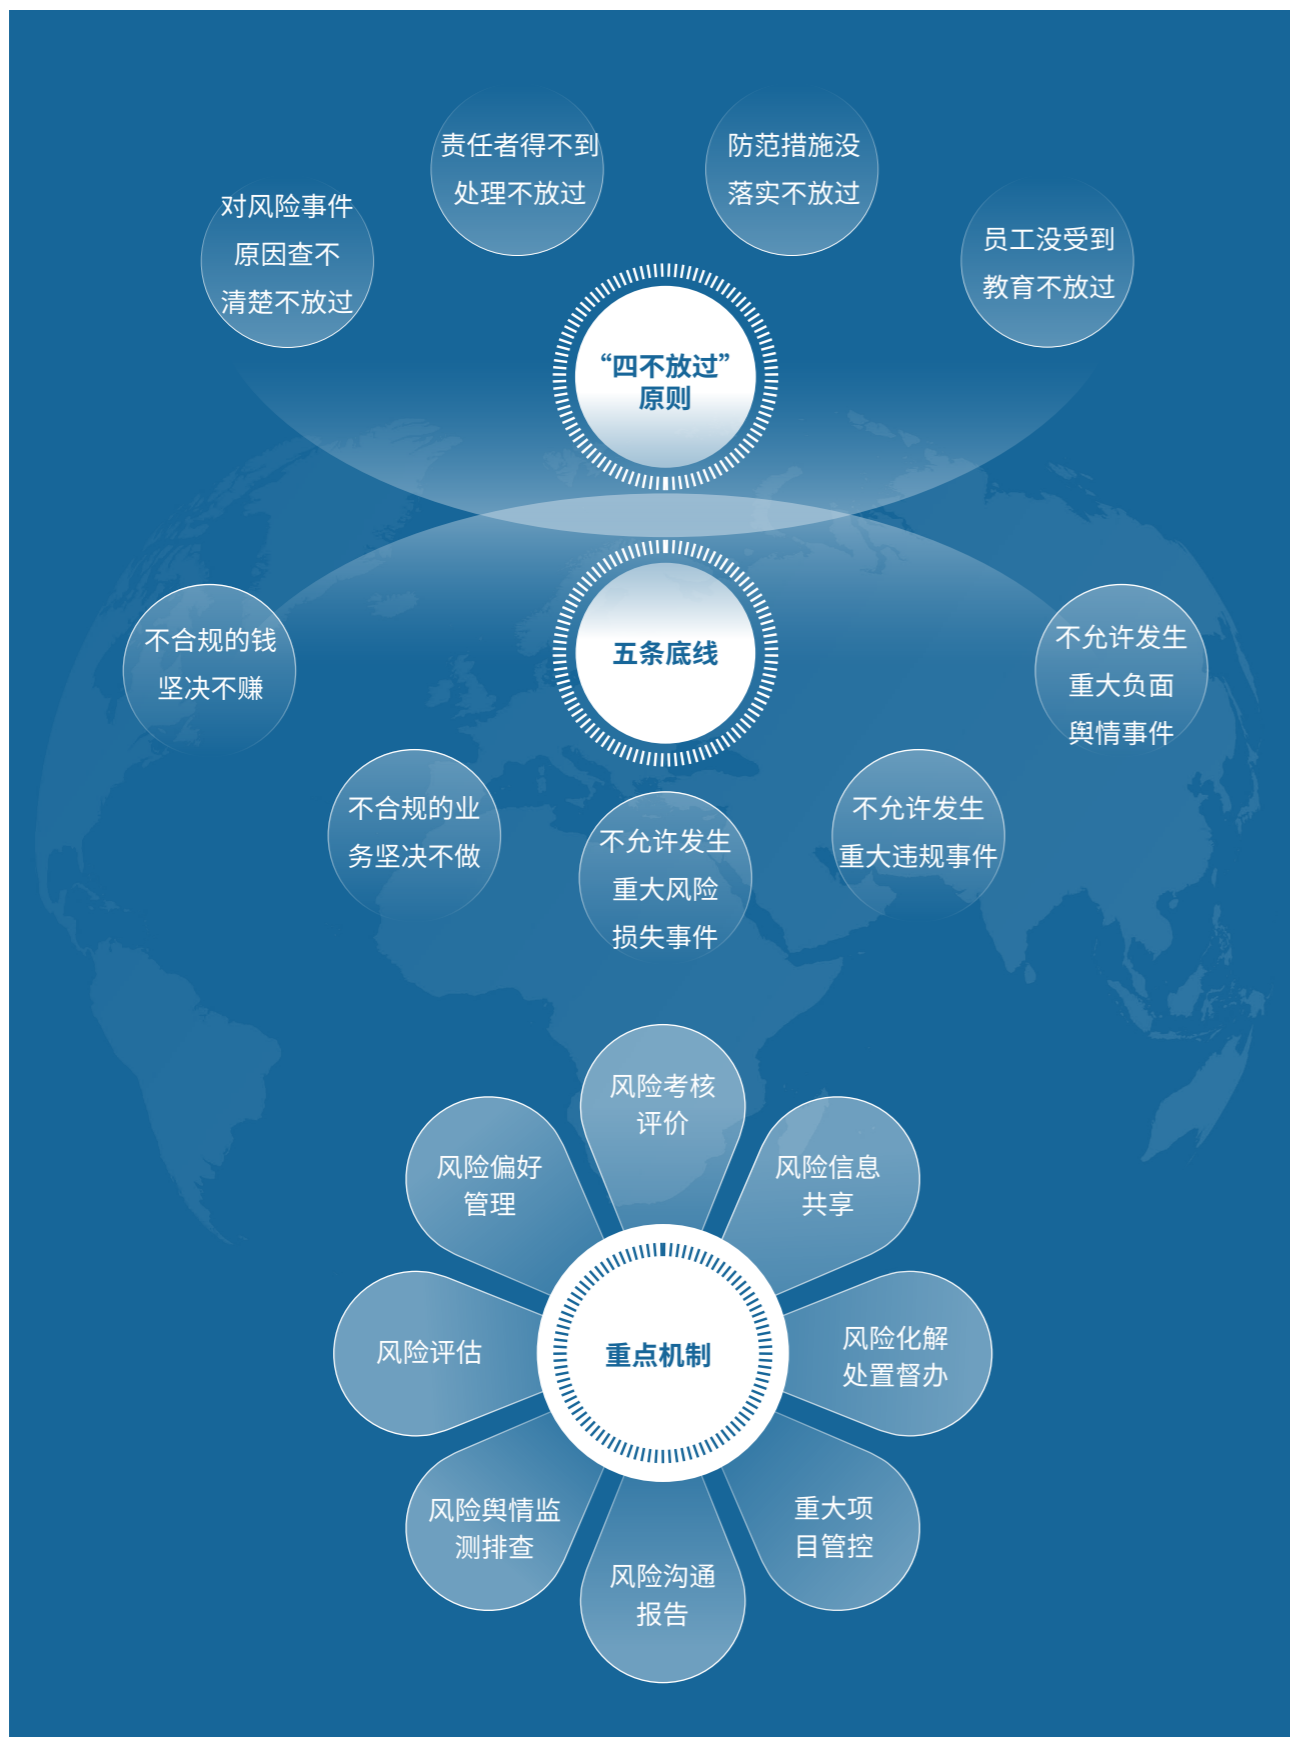 责任者得不到
处理不放过
防范措施没
落实不放过
对风险事件
原因查不
清楚不放过
员工没受到
教育不放过
“四不放过”
原则
五条底线
不合规的钱
坚决不赚
不合规的业
务坚决不做
不允许发生
重大风险
损失事件
不允许发生
重大违规事件
不允许发生
重大负面
舆情事件
风险考核
评价
风险偏好
管理
风险信息
共享
风险评估
重点机制
风险化解
处置督办
风险舆情监
测排查
重大项
目管控
风险沟通
报告